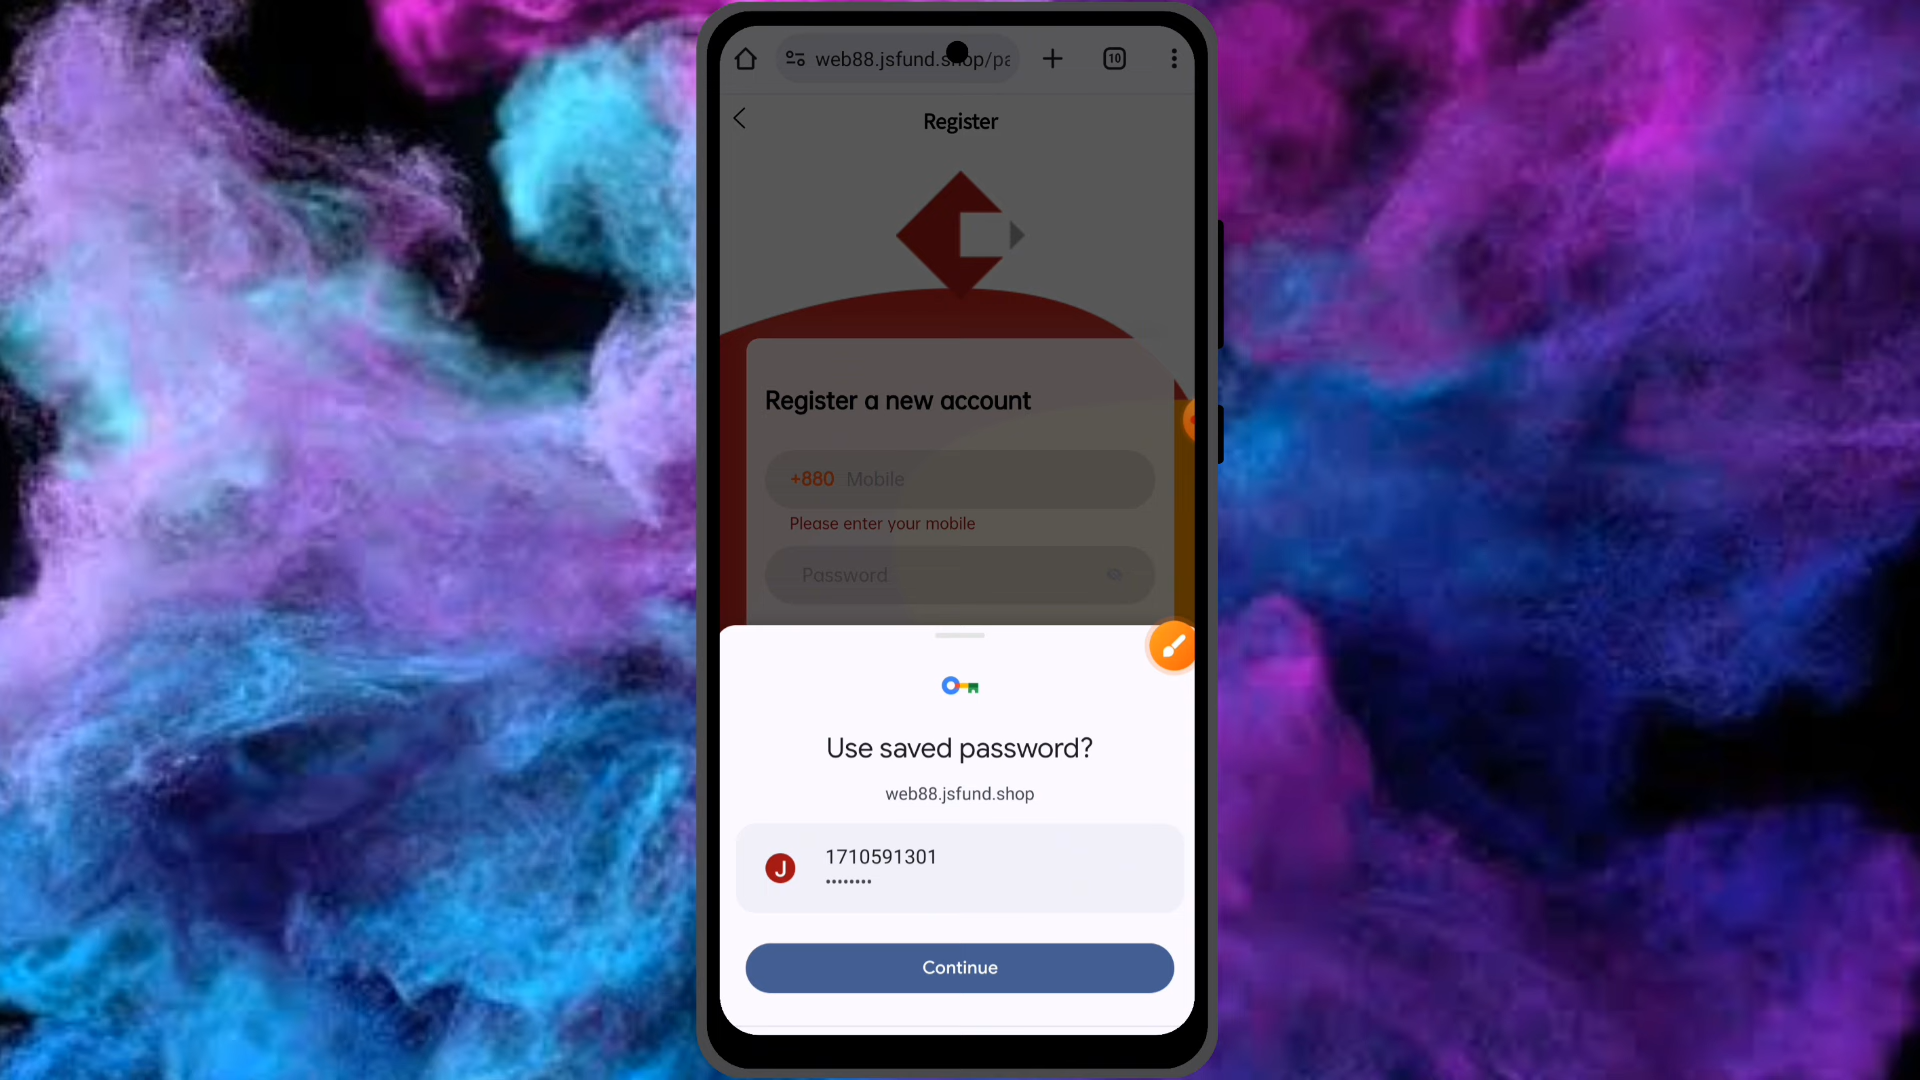 web88.jsfund.shop/pa
10
Register
Register a new account
+880 Mobile
Please enter your mobile
Password
Use saved password?
web88.jsfund.shop
J
1710591301
••••••••
Continue